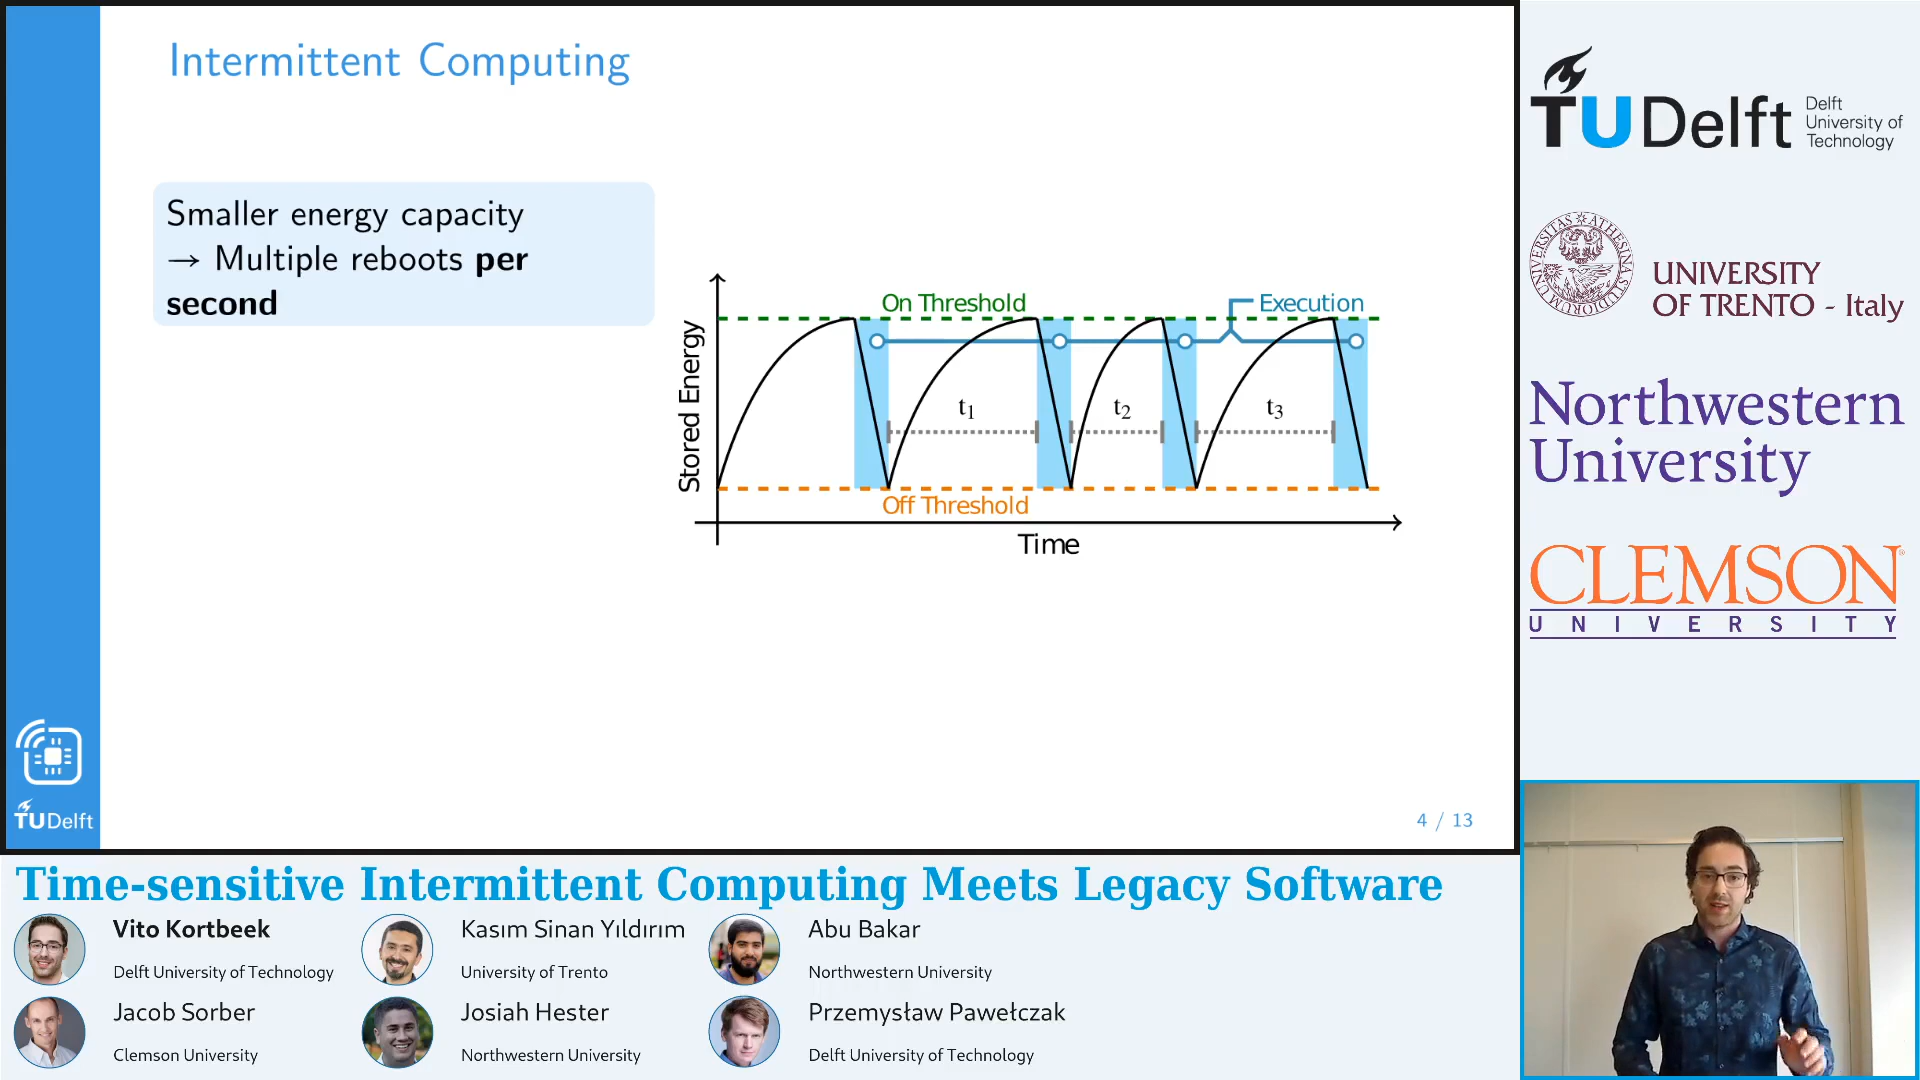 Intermittent Computing
Smaller energy capacity
→ Multiple reboots per
second
On Threshold
Execution
Stored Energy
t1
t2
t3
Off Threshold
Time
4 / 13
TUDelft
TUDelft
Delft
University of
Technology
UNIVERSITY
OF TRENTO - Italy
Northwestern
University
CLEMSON
UNIVERSITY
Time-sensitive Intermittent Computing Meets Legacy Software
Vito Kortbeek
Delft University of Technology
Kasım Sinan Yıldırım
University of Trento
Abu Bakar
Northwestern University
Jacob Sorber
Clemson University
Josiah Hester
Northwestern University
Przemysław Pawełczak
Delft University of Technology